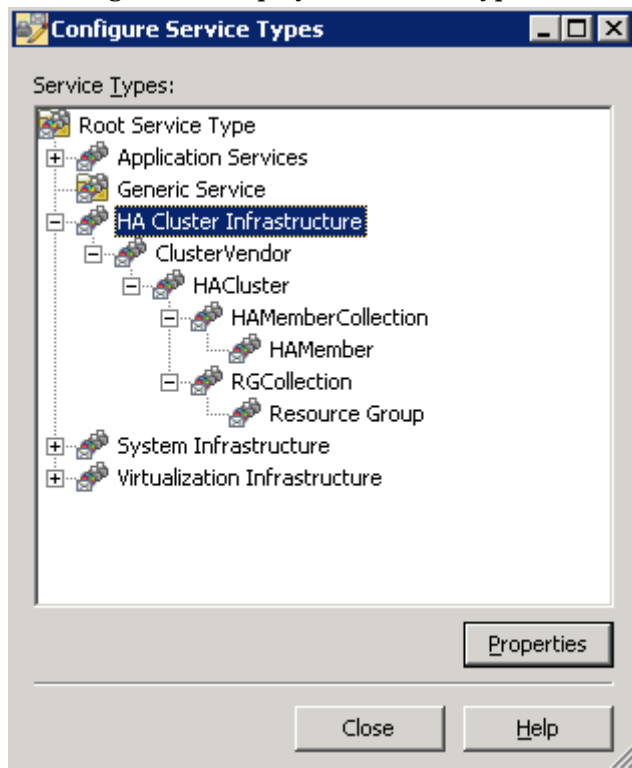 Configure Service Types
Service Types:
Root Service Type
Application Services
Generic Service
HA Cluster Infrastructure
ClusterVendor
HACluster
HAMemberCollection
HAMember
RGCollection
Resource Group
System Infrastructure
Virtualization Infrastructure
Properties
Close Help